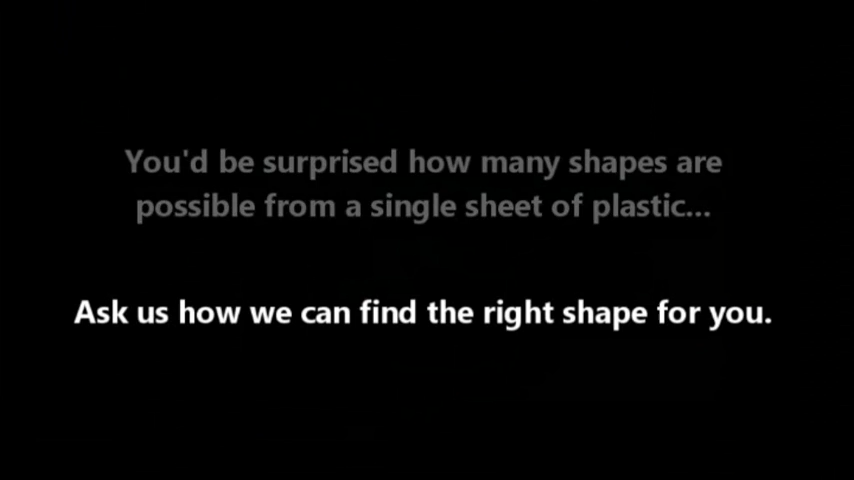 You'd be surprised how many shapes are
possible from a single sheet of plastic...
Ask us how we can find the right shape for you.